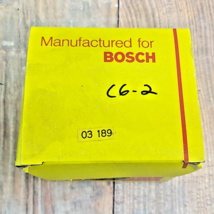 Manufactured for
BOSCH
C6-2
03 189